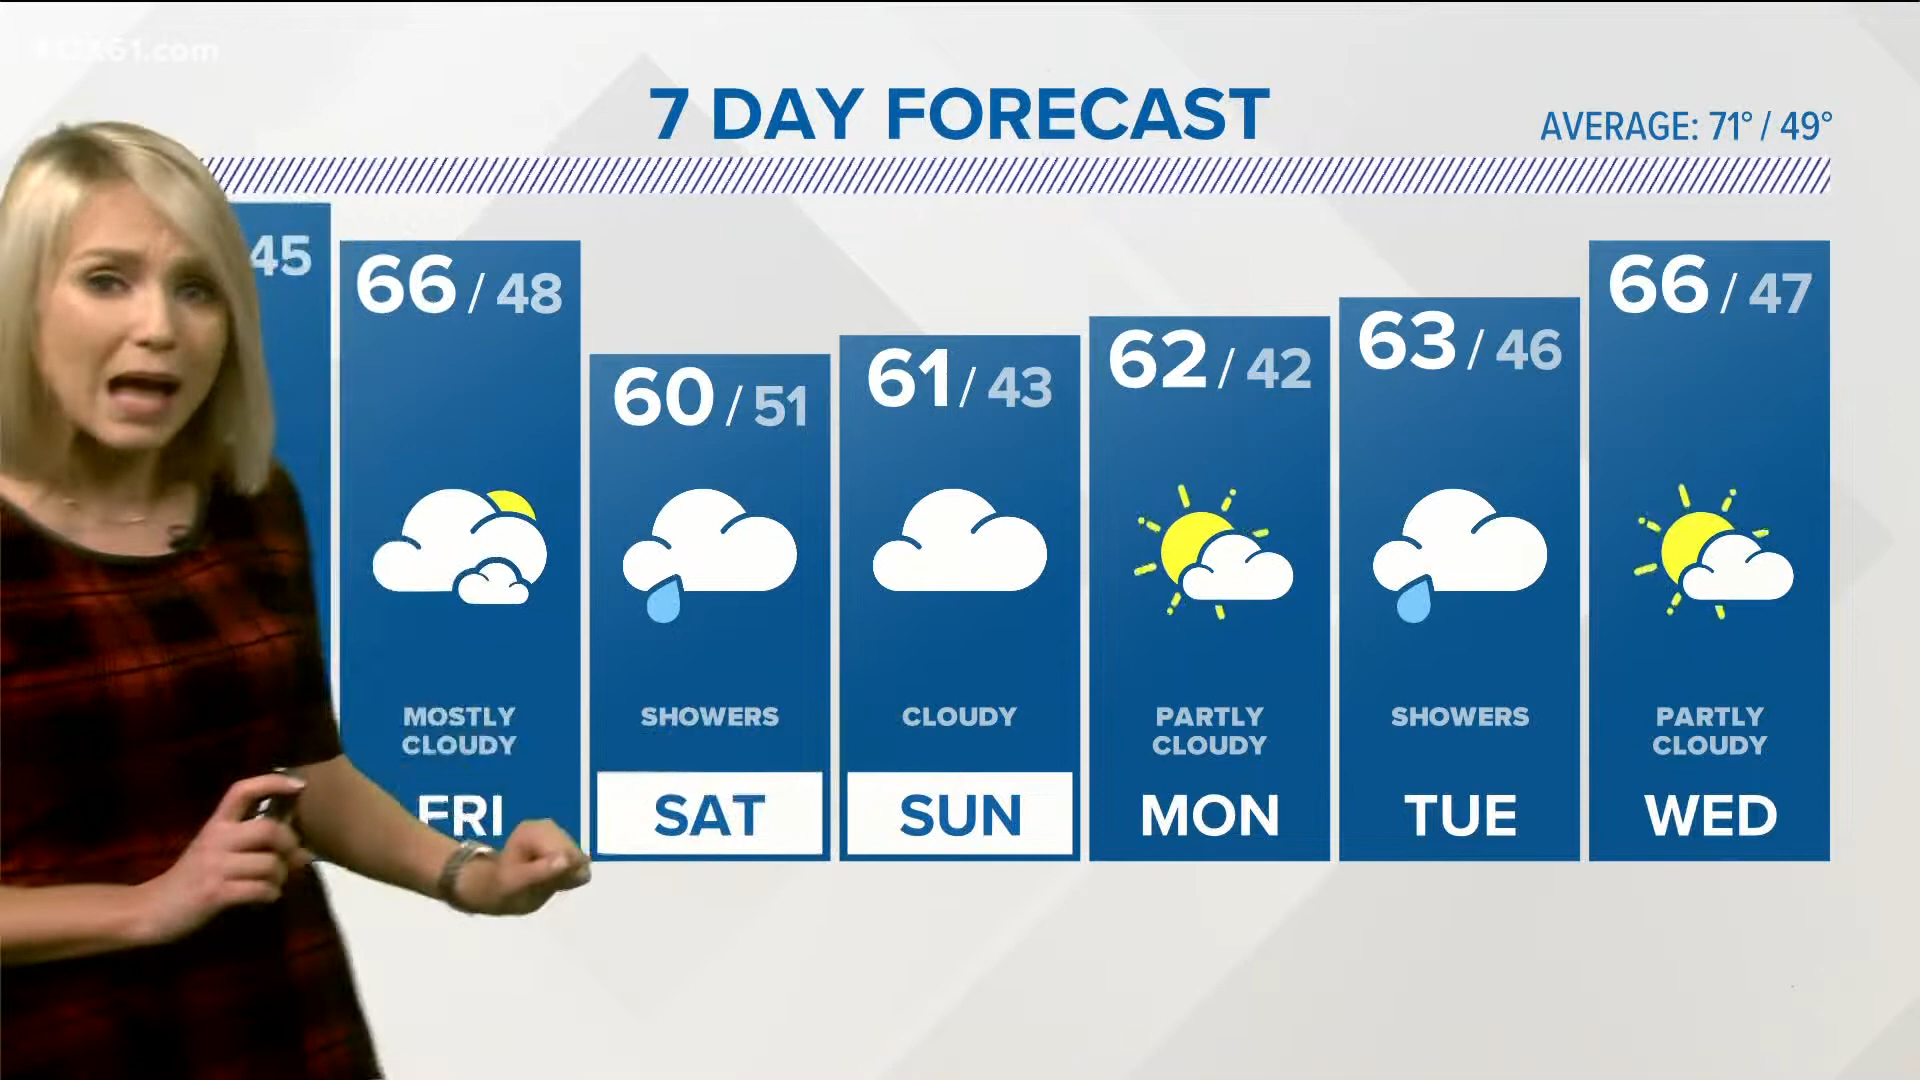 FOX61.com
7 DAY FORECAST
AVERAGE: 71° / 49°
45
66 / 48
60 / 51
61 / 43
62 / 42
63 / 46
66 / 47
MOSTLY
CLOUDY
SHOWERS
CLOUDY
PARTLY
CLOUDY
SHOWERS
PARTLY
CLOUDY
FRI
SAT
SUN
MON
TUE
WED